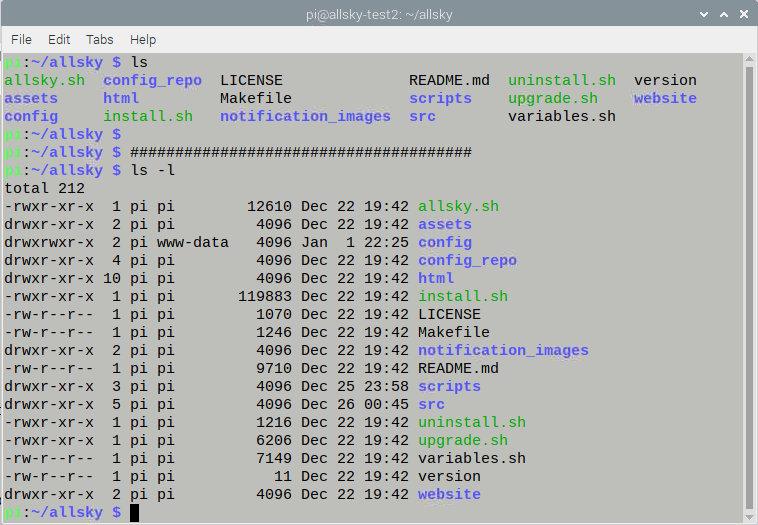 pi@allsky-test2: ~/allsky
File Edit Tabs Help
pi:~/allsky $ ls
allsky.sh  config_repo  LICENSE              README.md  uninstall.sh  version
assets     html         Makefile             scripts    upgrade.sh    website
config     install.sh   notification_images  src        variables.sh
pi:~/allsky $
pi:~/allsky $ ######################################
pi:~/allsky $ ls -l
total 212
-rwxr-xr-x  1 pi pi        12610 Dec 22 19:42 allsky.sh
drwxr-xr-x  2 pi pi         4096 Dec 22 19:42 assets
drwxrwxr-x  2 pi www-data   4096 Jan  1 22:25 config
drwxr-xr-x  4 pi pi         4096 Dec 22 19:42 config_repo
drwxr-xr-x 10 pi pi         4096 Dec 22 19:42 html
-rwxr-xr-x  1 pi pi       119883 Dec 22 19:42 install.sh
-rw-r--r--  1 pi pi         1070 Dec 22 19:42 LICENSE
-rw-r--r--  1 pi pi         1246 Dec 22 19:42 Makefile
drwxr-xr-x  2 pi pi         4096 Dec 22 19:42 notification_images
-rw-r--r--  1 pi pi         9710 Dec 22 19:42 README.md
drwxr-xr-x  3 pi pi         4096 Dec 25 23:58 scripts
drwxr-xr-x  5 pi pi         4096 Dec 26 00:45 src
-rwxr-xr-x  1 pi pi         1216 Dec 22 19:42 uninstall.sh
-rwxr-xr-x  1 pi pi         6206 Dec 22 19:42 upgrade.sh
-rw-r--r--  1 pi pi         7149 Dec 22 19:42 variables.sh
-rw-r--r--  1 pi pi           11 Dec 22 19:42 version
drwxr-xr-x  2 pi pi         4096 Dec 22 19:42 website
pi:~/allsky $